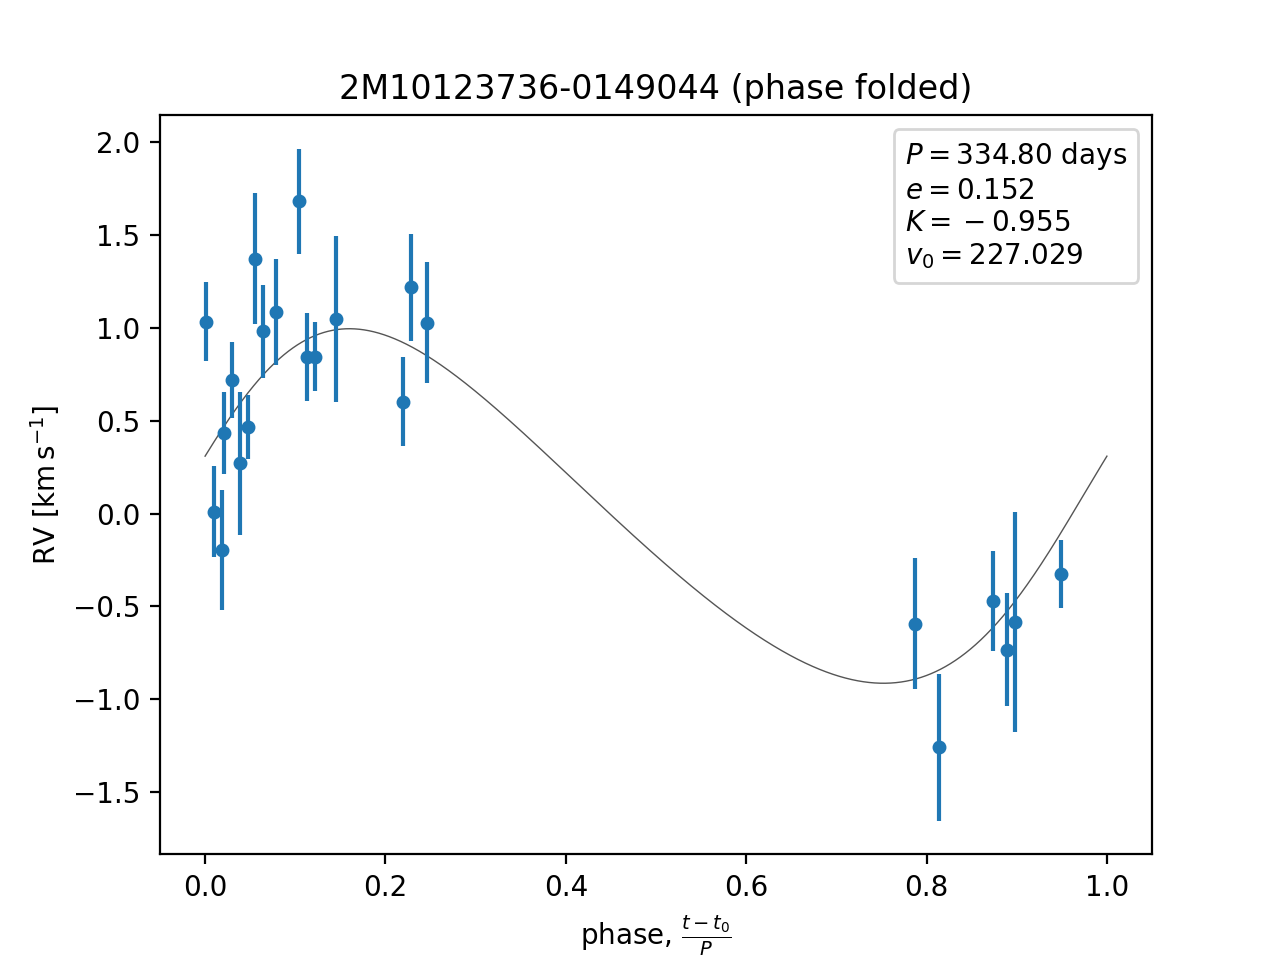 2M10123736-0149044 (phase folded)
P = 334.80 days
e = 0.152
K = −0.955
v₀ = 227.029
2.0
1.5
1.0
0.5
0.0
−0.5
−1.0
−1.5
RV [km s⁻¹]
0.0 0.2 0.4 0.6 0.8 1.0
phase, (t − t₀)/P